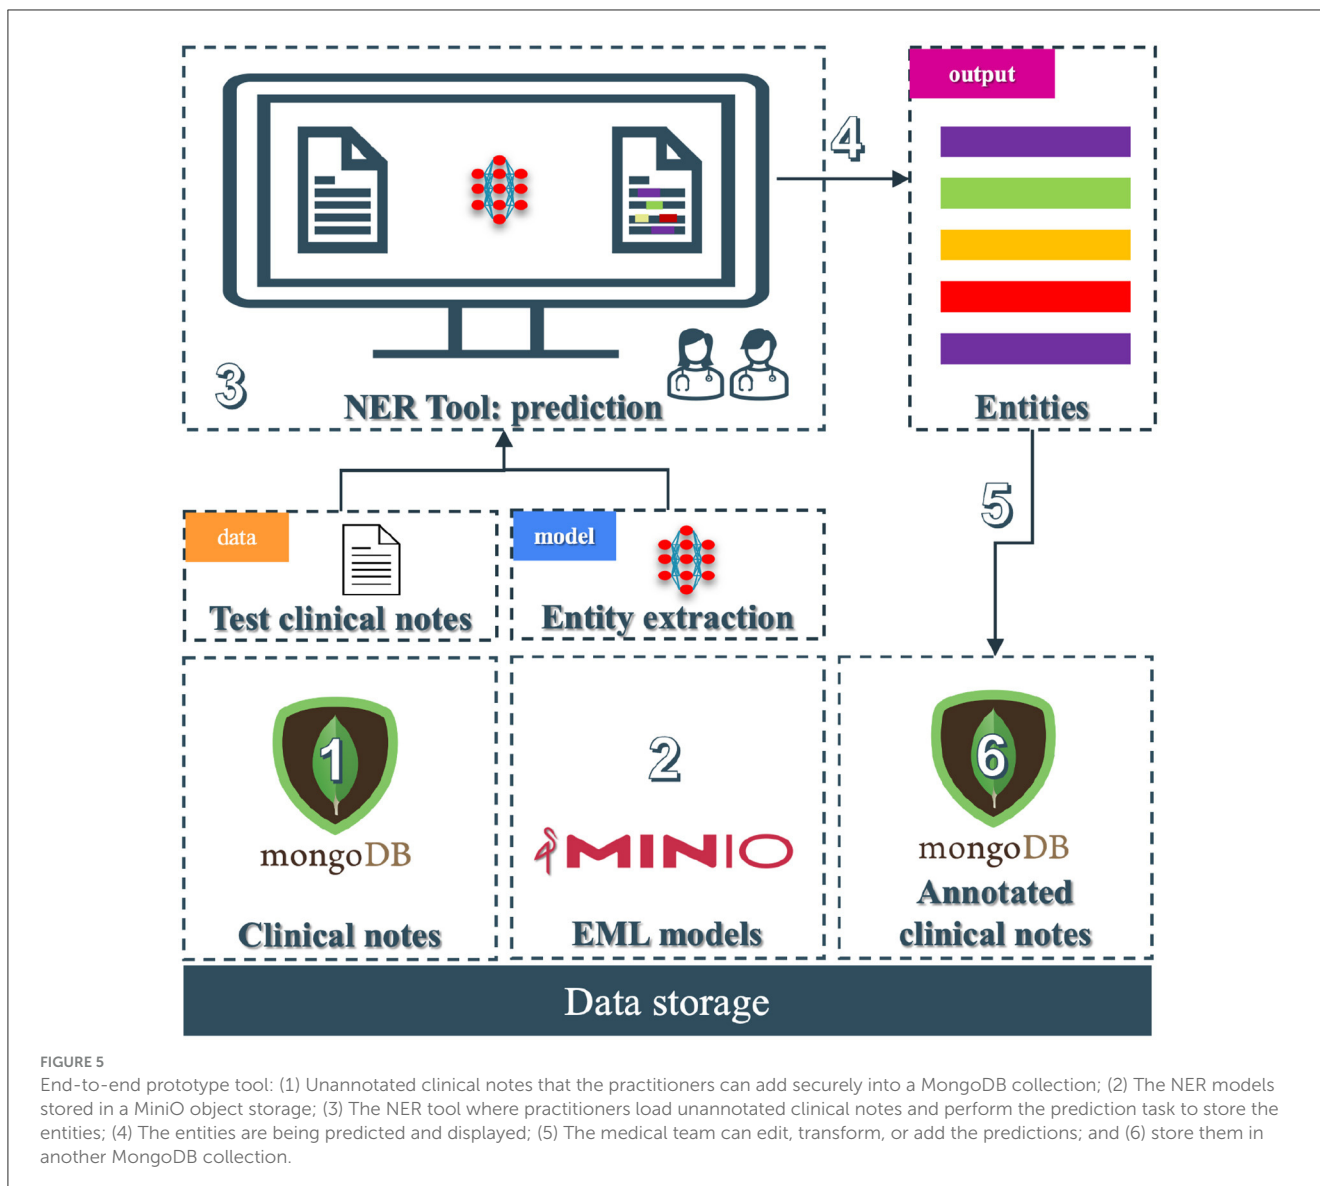 output
4
3
NER Tool: prediction
Entities
5
data
model
Test clinical notes
Entity extraction
1
mongoDB
Clinical notes
2
MINIO
EML models
6
mongoDB
Annotated
clinical notes
Data storage
FIGURE 5
End-to-end prototype tool: (1) Unannotated clinical notes that the practitioners can add securely into a MongoDB collection; (2) The NER models
stored in a MiniO object storage; (3) The NER tool where practitioners load unannotated clinical notes and perform the prediction task to store the
entities; (4) The entities are being predicted and displayed; (5) The medical team can edit, transform, or add the predictions; and (6) store them in
another MongoDB collection.